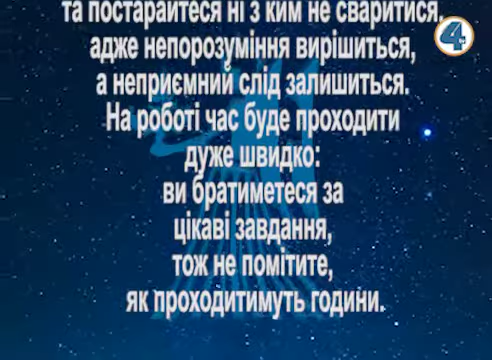 та постарайтеся ні з ким не сваритися,
адже непорозуміння вирішиться,
а неприємний слід залишиться.
На роботі час буде проходити
дуже швидко:
ви братиметеся за
цікаві завдання,
тож не помітите,
як проходитимуть години.
4